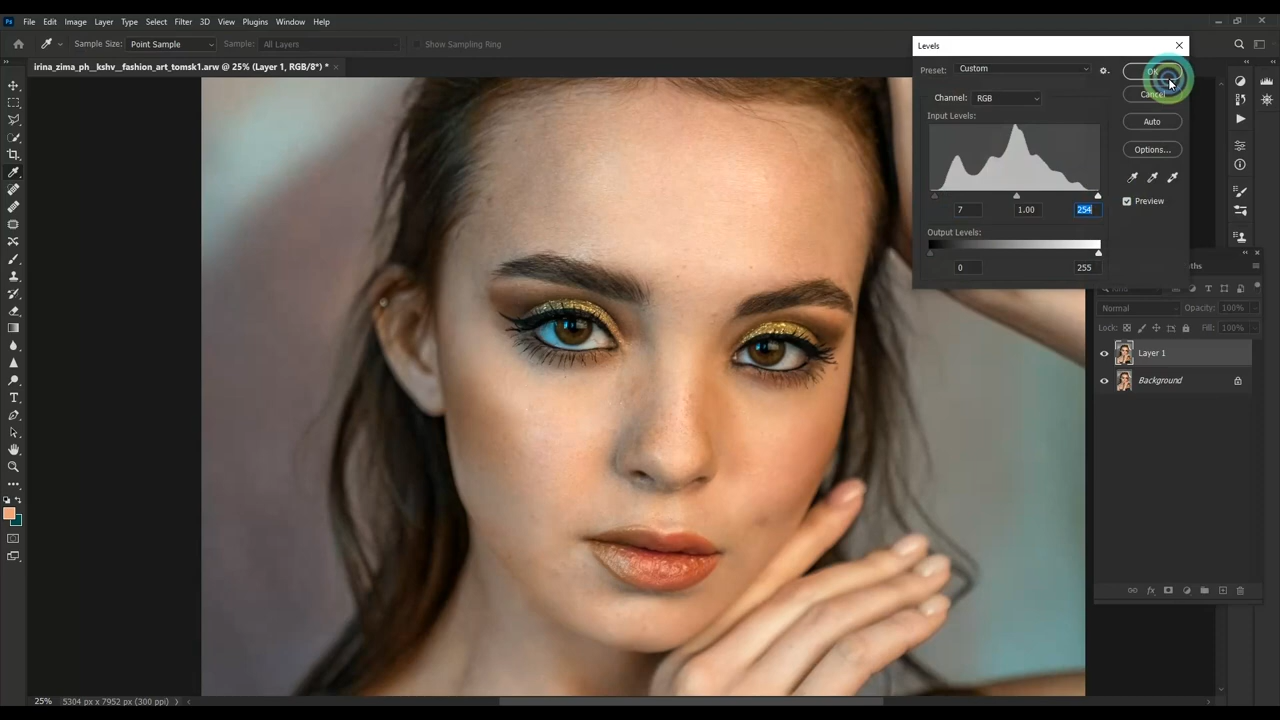 Ps File Edit Image Layer Type Select Filter 3D View Plugins Window Help
Sample Size: Point Sample Sample: All Layers Show Sampling Ring
irina_zima_ph__kshv__fashion_art_tomsk1.arw @ 25% (Layer 1, RGB/8*) *
Levels
Preset: Custom
OK
Cancel
Channel: RGB
Input Levels:
Auto
Options...
Preview
7 1.00 254
Output Levels:
0 255
Normal Opacity: 100%
Lock: Fill: 100%
Layer 1
Background
25% 5304 px x 7952 px (300 ppi)